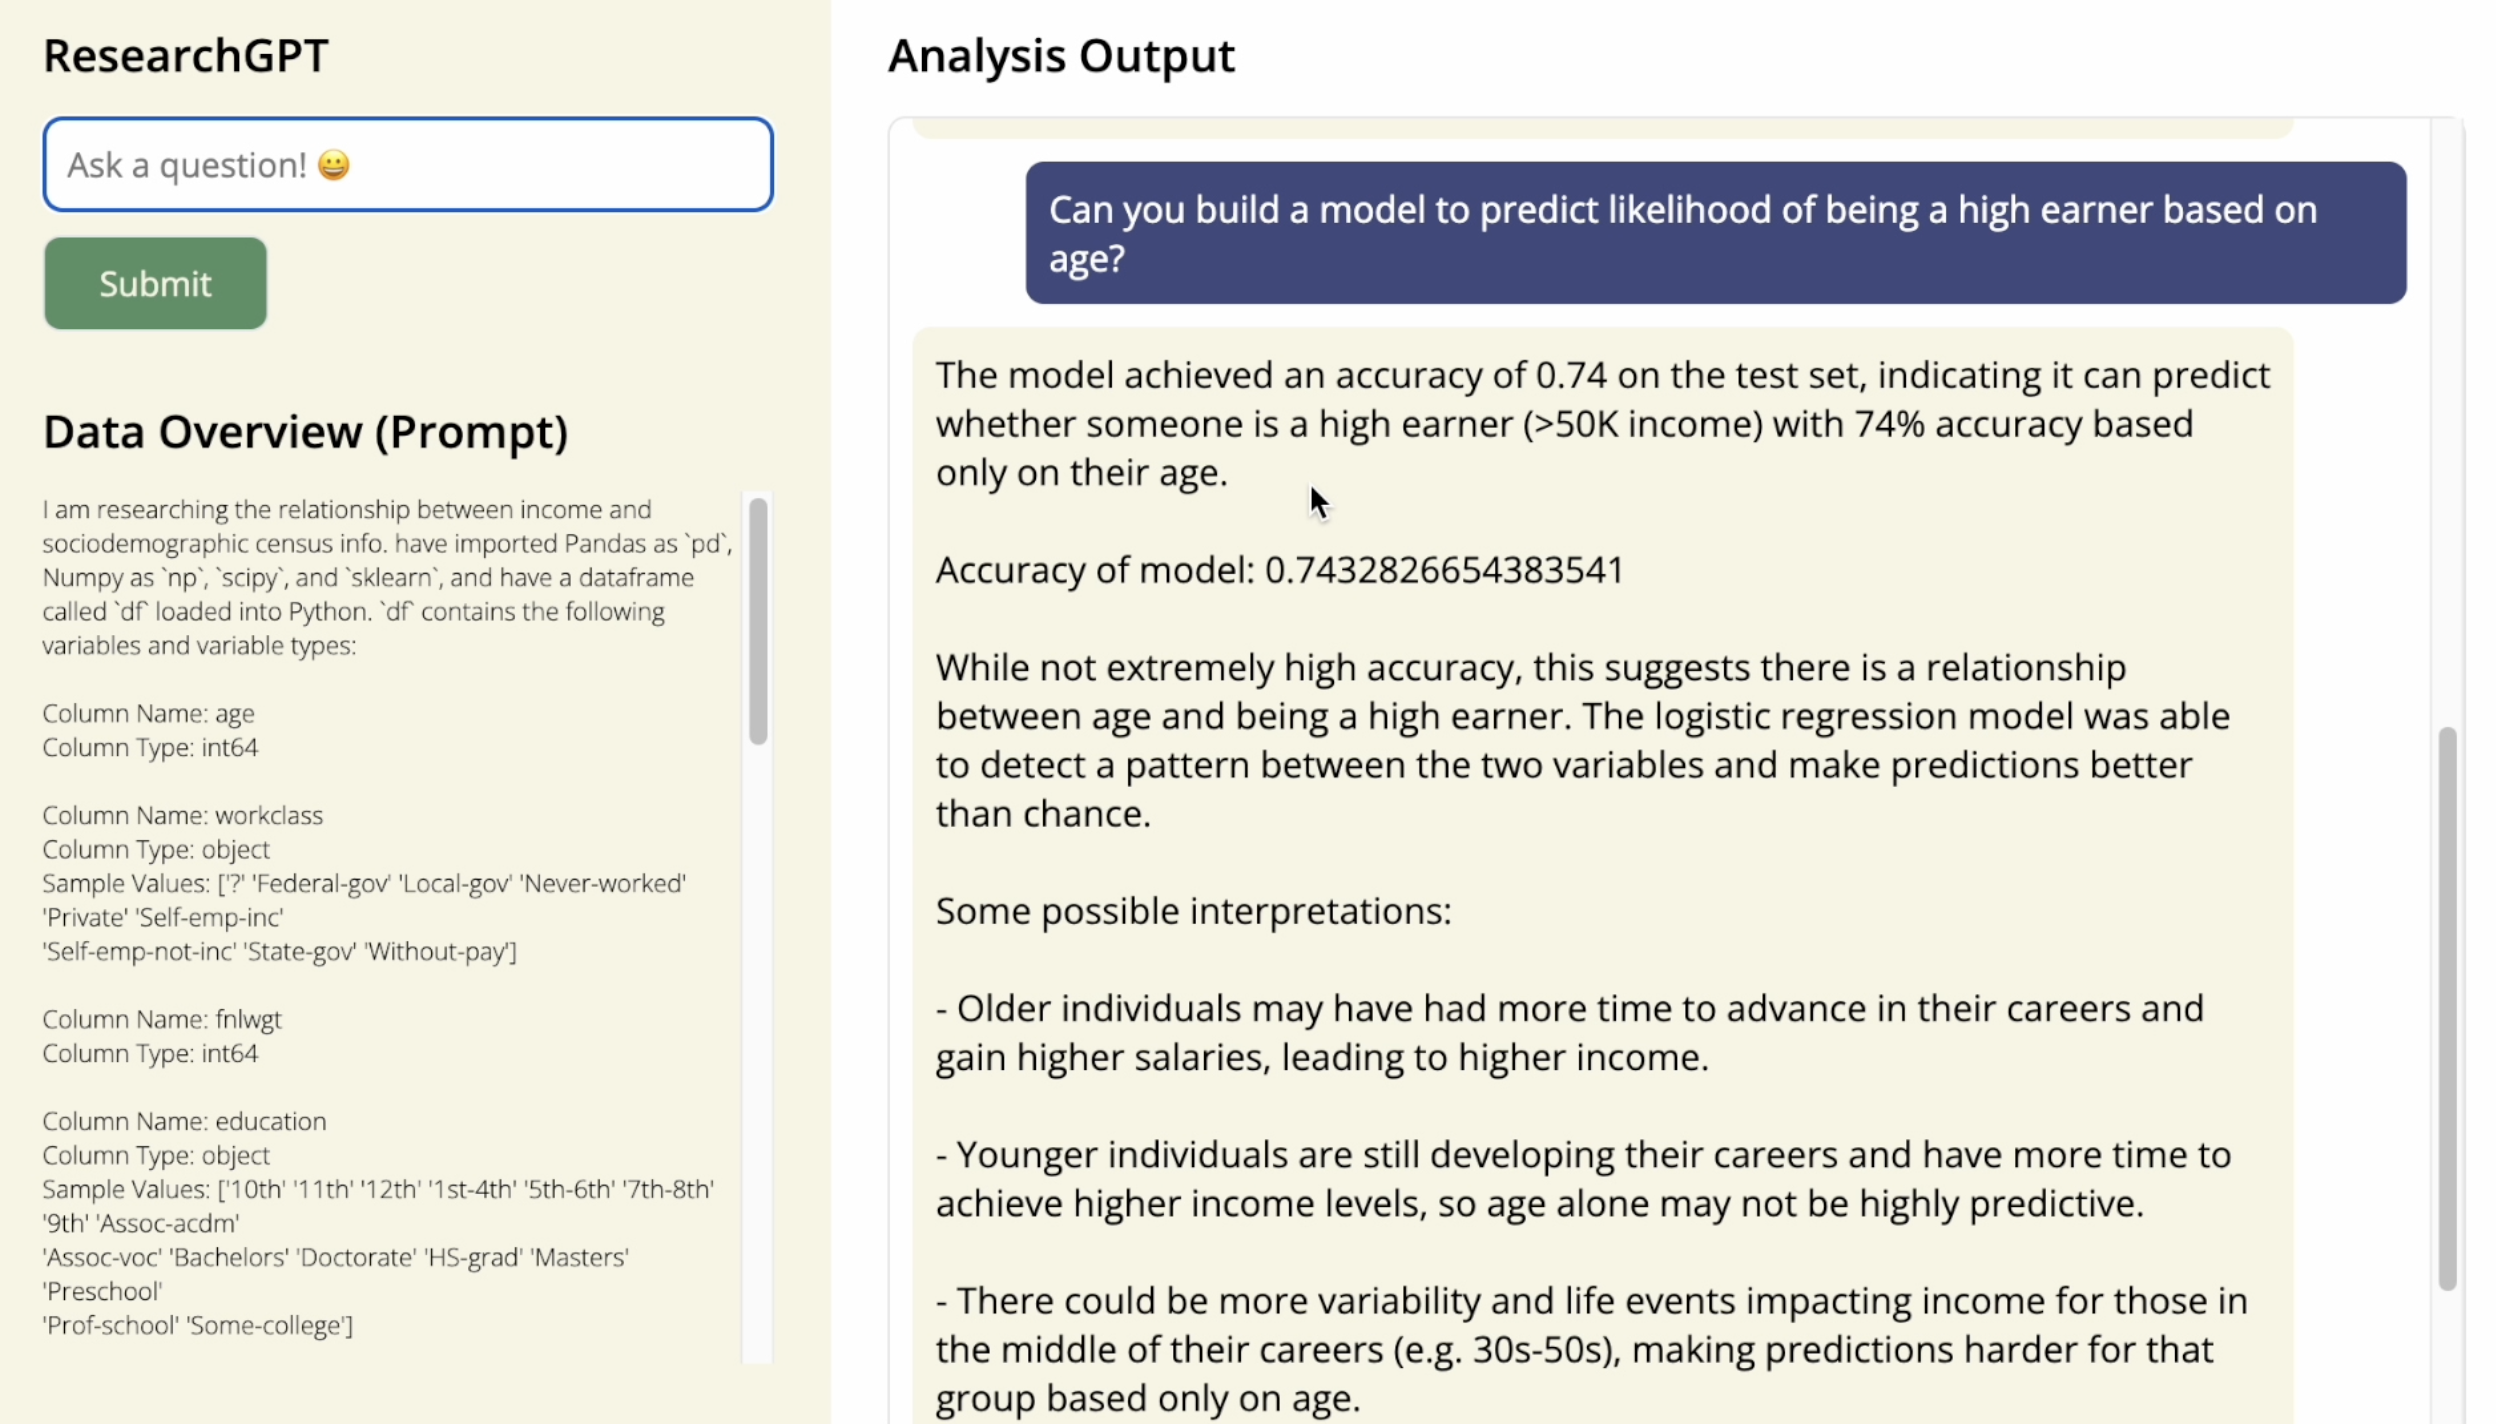 ResearchGPT
Ask a question! 😀
Submit
Data Overview (Prompt)
I am researching the relationship between income and
sociodemographic census info. have imported Pandas as `pd`,
Numpy as `np`, `scipy`, and `sklearn`, and have a dataframe
called `df` loaded into Python. `df` contains the following
variables and variable types:
Column Name: age
Column Type: int64
Column Name: workclass
Column Type: object
Sample Values: ['?' 'Federal-gov' 'Local-gov' 'Never-worked'
'Private' 'Self-emp-inc'
'Self-emp-not-inc' 'State-gov' 'Without-pay']
Column Name: fnlwgt
Column Type: int64
Column Name: education
Column Type: object
Sample Values: ['10th' '11th' '12th' '1st-4th' '5th-6th' '7th-8th'
'9th' 'Assoc-acdm'
'Assoc-voc' 'Bachelors' 'Doctorate' 'HS-grad' 'Masters'
'Preschool'
'Prof-school' 'Some-college']
Analysis Output
Can you build a model to predict likelihood of being a high earner based on
age?
The model achieved an accuracy of 0.74 on the test set, indicating it can predict
whether someone is a high earner (>50K income) with 74% accuracy based
only on their age.
Accuracy of model: 0.7432826654383541
While not extremely high accuracy, this suggests there is a relationship
between age and being a high earner. The logistic regression model was able
to detect a pattern between the two variables and make predictions better
than chance.
Some possible interpretations:
- Older individuals may have had more time to advance in their careers and
gain higher salaries, leading to higher income.
- Younger individuals are still developing their careers and have more time to
achieve higher income levels, so age alone may not be highly predictive.
- There could be more variability and life events impacting income for those in
the middle of their careers (e.g. 30s-50s), making predictions harder for that
group based only on age.